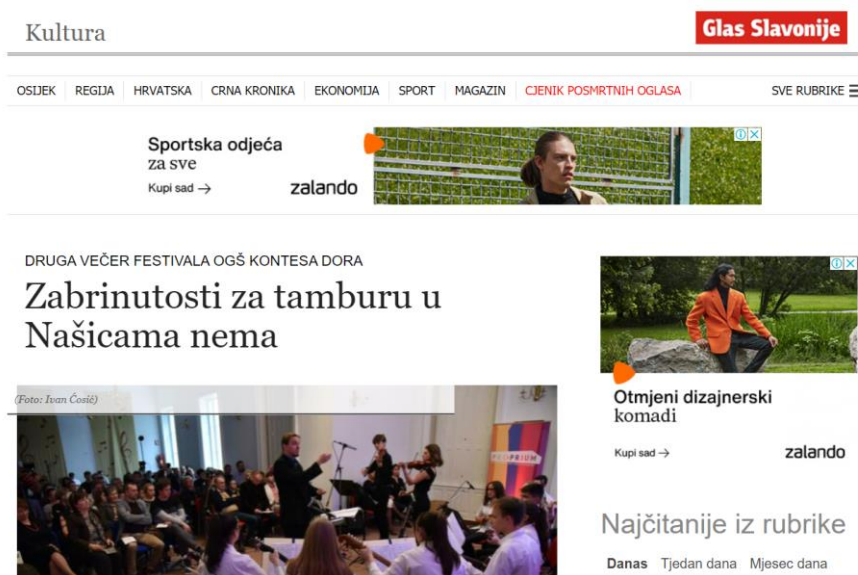 Kultura
Glas Slavonije
OSIJEK REGIJA HRVATSKA CRNA KRONIKA EKONOMIJA SPORT MAGAZIN CJENIK POSMRTNIH OGLASA SVE RUBRIKE
Sportska odjeća
za sve
Kupi sad →
zalando
DRUGA VEČER FESTIVALA OGŠ KONTESA DORA
Zabrinutosti za tamburu u
Našicama nema
(Foto: Ivan Ćosić)
Otmjeni dizajnerski
komadi
Kupi sad →
zalando
Najčitanije iz rubrike
Danas Tjedan dana Mjesec dana